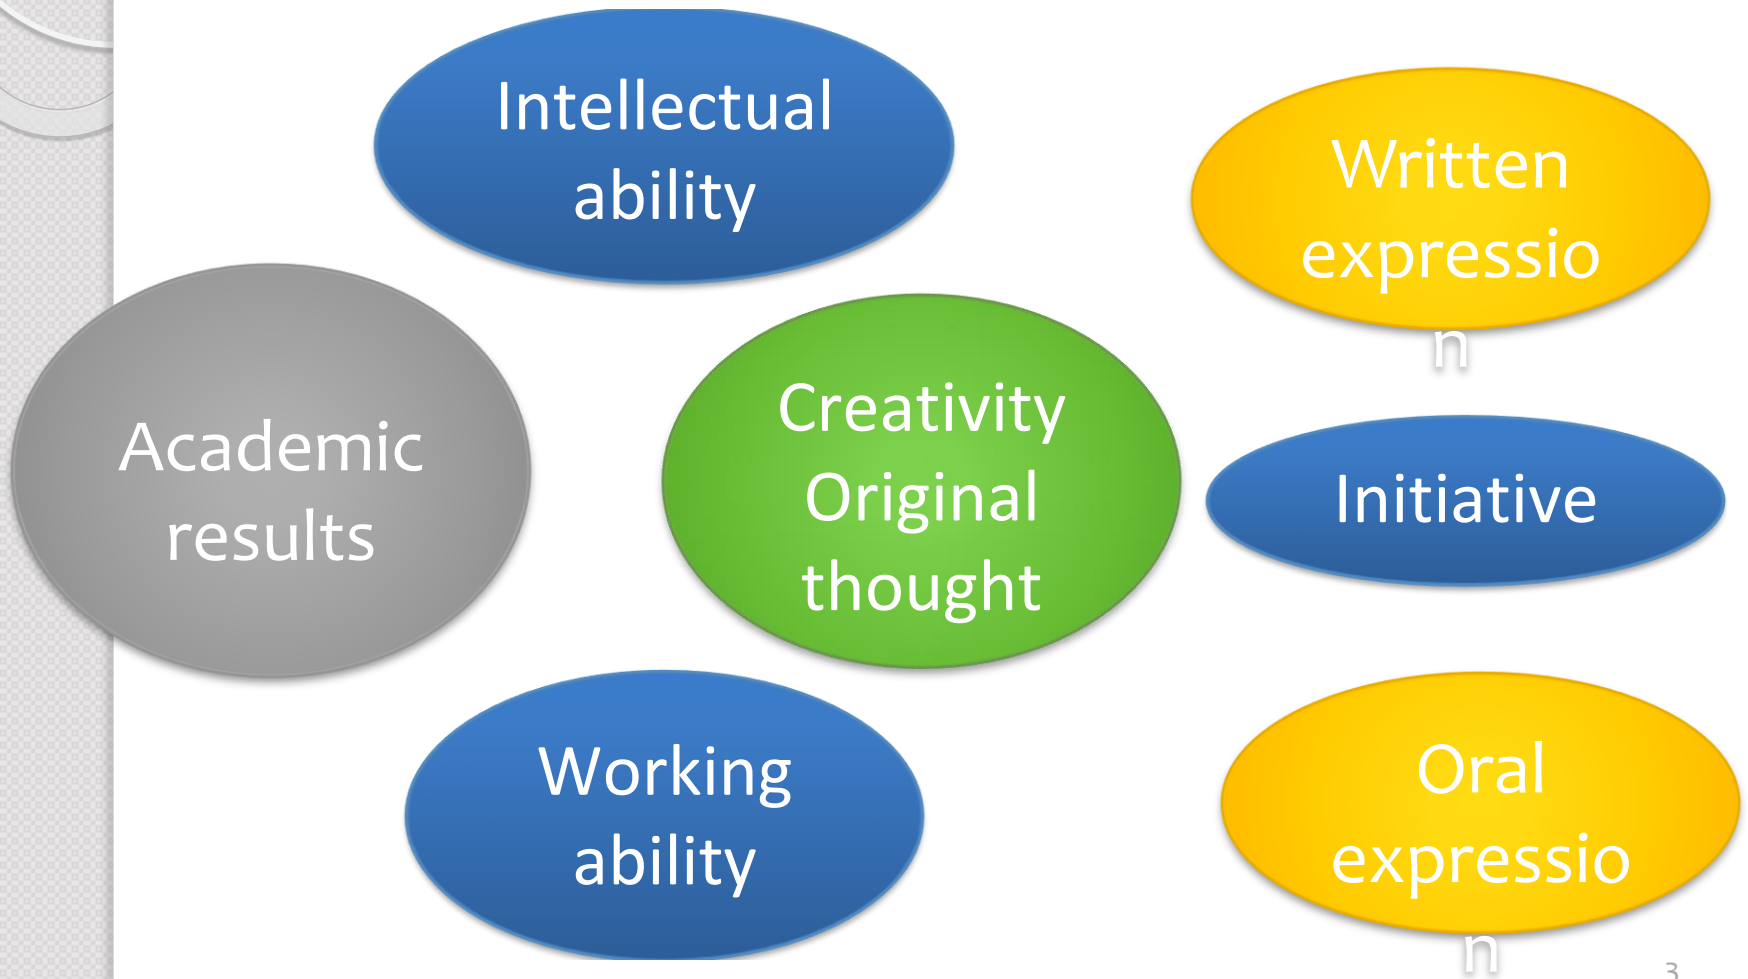 Intellectual
ability
Written
expressio
n
Academic
results
Creativity
Original
thought
Initiative
Working
ability
Oral
expressio
n
3